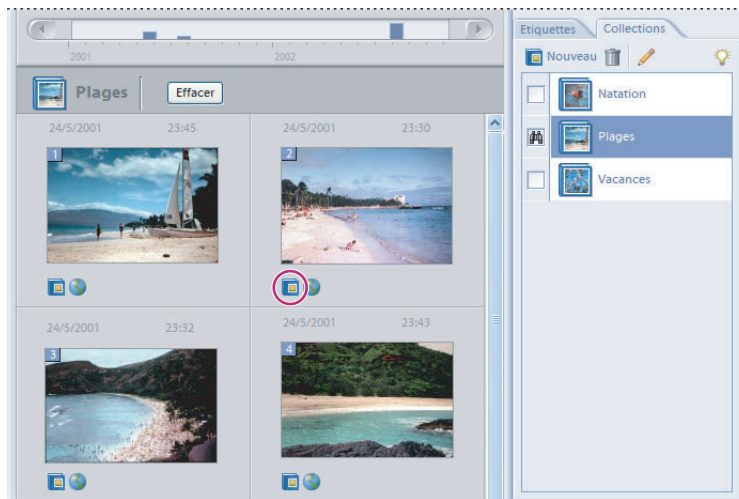 2001 2002
Plages Effacer
24/5/2001 23:45
24/5/2001 23:30
1
2
24/5/2001 23:32
24/5/2001 23:43
3
4
Etiquettes Collections
Nouveau
Natation
Plages
Vacances